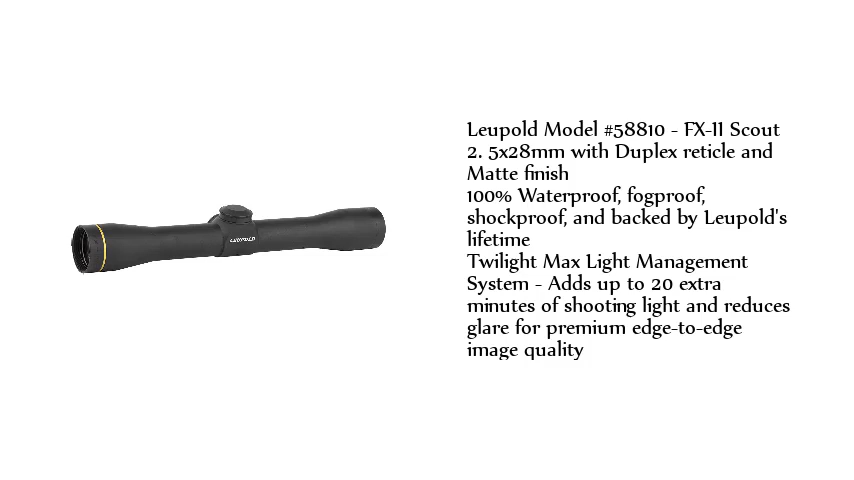 LEUPOLD
Leupold Model #58810 - FX-II Scout
2. 5x28mm with Duplex reticle and
Matte finish
100% Waterproof, fogproof,
shockproof, and backed by Leupold's
lifetime
Twilight Max Light Management
System - Adds up to 20 extra
minutes of shooting light and reduces
glare for premium edge-to-edge
image quality